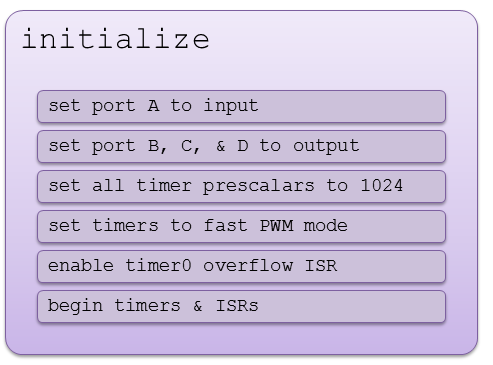 initialize
set port A to input
set port B, C, & D to output
set all timer prescalars to 1024
set timers to fast PWM mode
enable timer0 overflow ISR
begin timers & ISRs